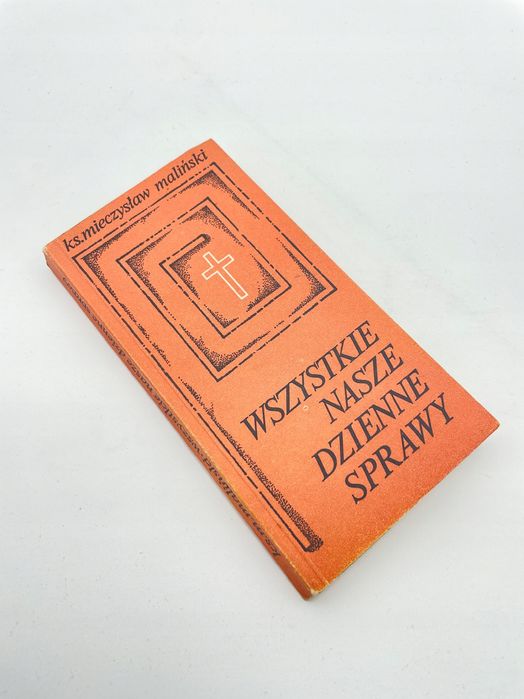 ks. mieczysław maliński
WSZYSTKIE
NASZE
DZIENNE
SPRAWY